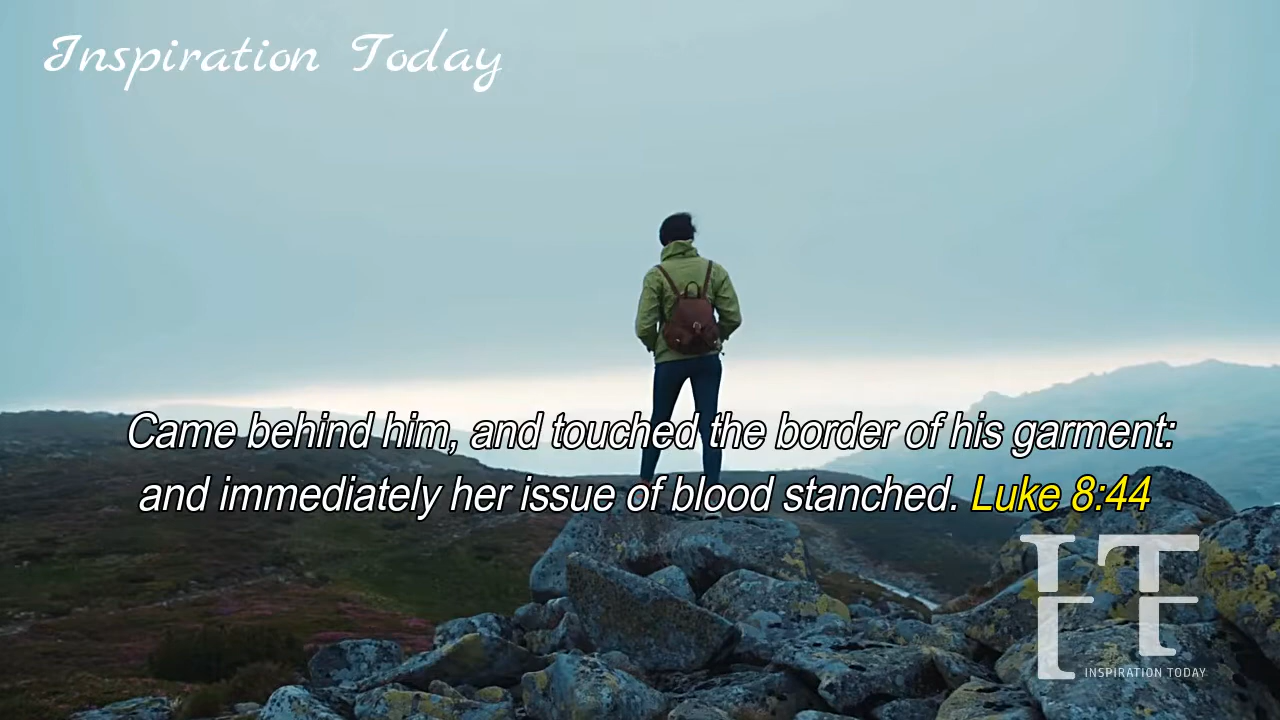 Inspiration Today
Came behind him, and touched the border of his garment:
and immediately her issue of blood stanched. Luke 8:44
INSPIRATION TODAY